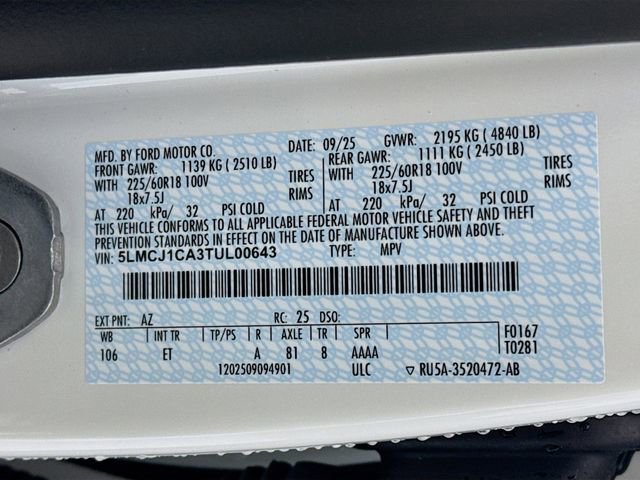 MFD. BY FORD MOTOR CO. DATE: 09/25 GVWR: 2195 KG ( 4840 LB)
FRONT GAWR: 1139 KG ( 2510 LB) REAR GAWR: 1111 KG ( 2450 LB)
WITH 225/60R18 100V TIRES WITH 225/60R18 100V TIRES
18x7.5J RIMS 18x7.5J RIMS
AT 220 kPa/ 32 PSI COLD AT 220 kPa/ 32 PSI COLD
THIS VEHICLE CONFORMS TO ALL APPLICABLE FEDERAL MOTOR VEHICLE SAFETY AND THEFT
PREVENTION STANDARDS IN EFFECT ON THE DATE OF MANUFACTURE SHOWN ABOVE.
VIN: 5LMCJ1CA3TUL00643 TYPE: MPV
EXT PNT: AZ RC: 25 DSO:
WB INT TR TP/PS R AXLE TR SPR F0167
106 ET A 81 8 AAAA T0281
1202509094901 ULC ▽ RU5A-3520472-AB